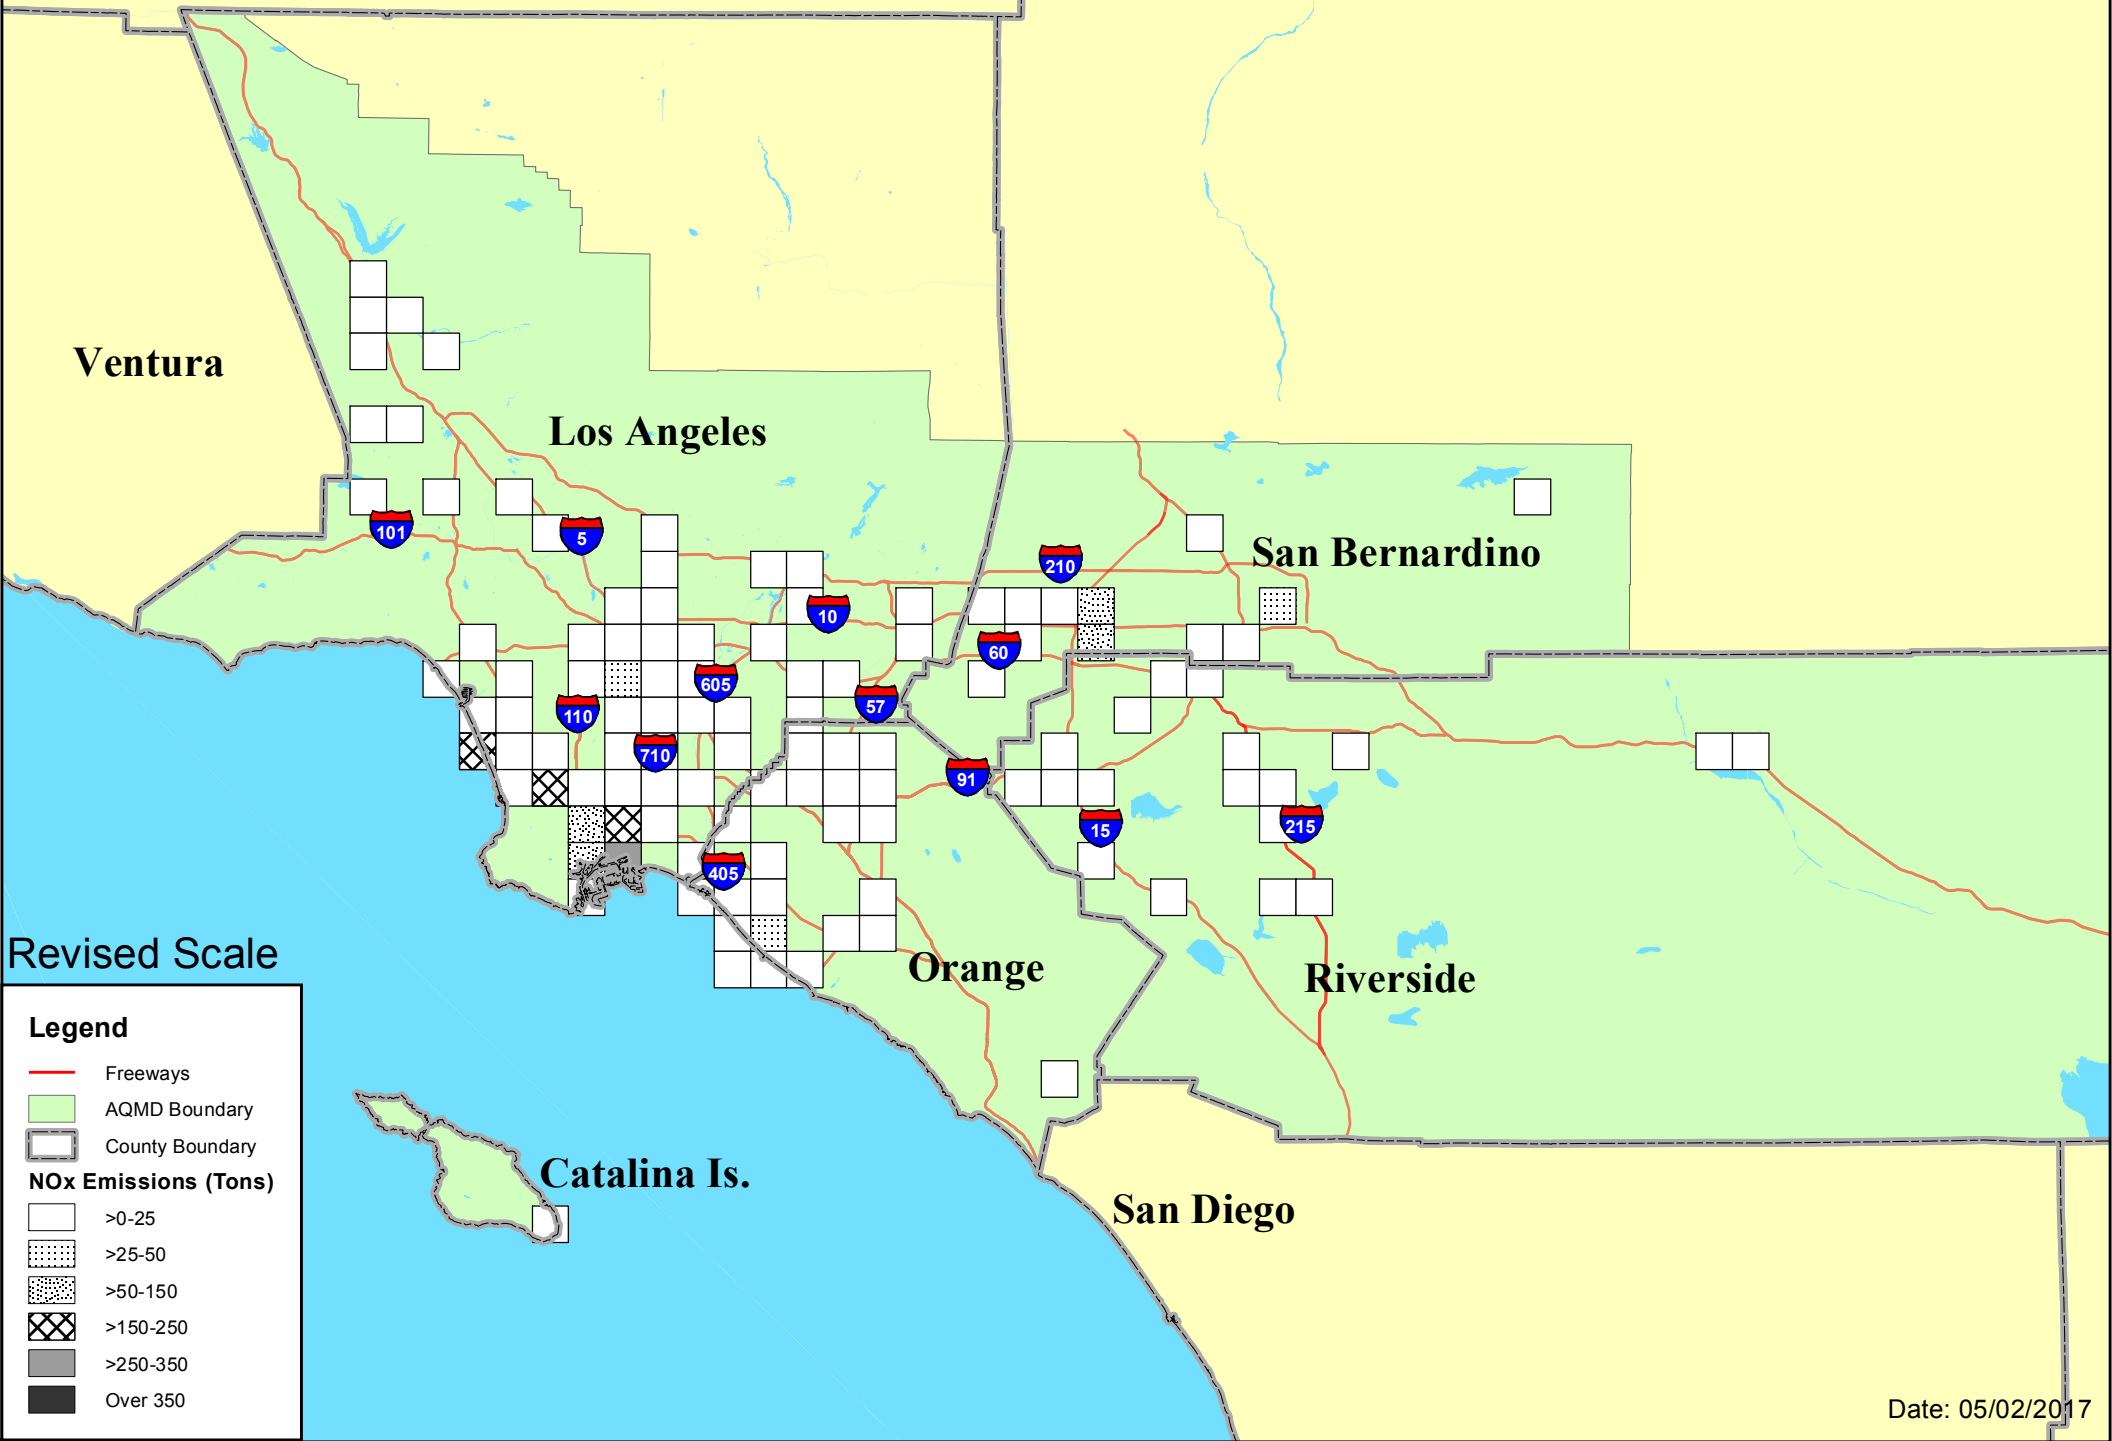 Ventura
Los Angeles
101
5
210
San Bernardino
10
60
605
57
110
710
91
15
215
405
Revised Scale
Orange
Riverside
Legend
Freeways
AQMD Boundary
County Boundary
NOx Emissions (Tons)
>0-25
>25-50
>50-150
>150-250
>250-350
Over 350
Catalina Is.
San Diego
Date: 05/02/2017